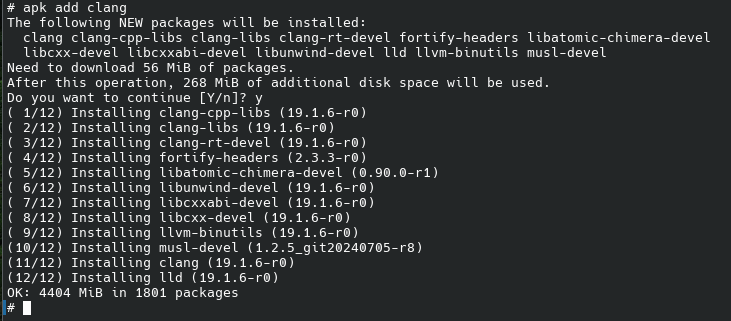 # apk add clang
The following NEW packages will be installed:
  clang clang-cpp-libs clang-libs clang-rt-devel fortify-headers libatomic-chimera-devel
  libcxx-devel libcxxabi-devel libunwind-devel lld llvm-binutils musl-devel
Need to download 56 MiB of packages.
After this operation, 268 MiB of additional disk space will be used.
Do you want to continue [Y/n]? y
( 1/12) Installing clang-cpp-libs (19.1.6-r0)
( 2/12) Installing clang-libs (19.1.6-r0)
( 3/12) Installing clang-rt-devel (19.1.6-r0)
( 4/12) Installing fortify-headers (2.3.3-r0)
( 5/12) Installing libatomic-chimera-devel (0.90.0-r1)
( 6/12) Installing libunwind-devel (19.1.6-r0)
( 7/12) Installing libcxxabi-devel (19.1.6-r0)
( 8/12) Installing libcxx-devel (19.1.6-r0)
( 9/12) Installing llvm-binutils (19.1.6-r0)
(10/12) Installing musl-devel (1.2.5_git20240705-r8)
(11/12) Installing clang (19.1.6-r0)
(12/12) Installing lld (19.1.6-r0)
OK: 4404 MiB in 1801 packages
#